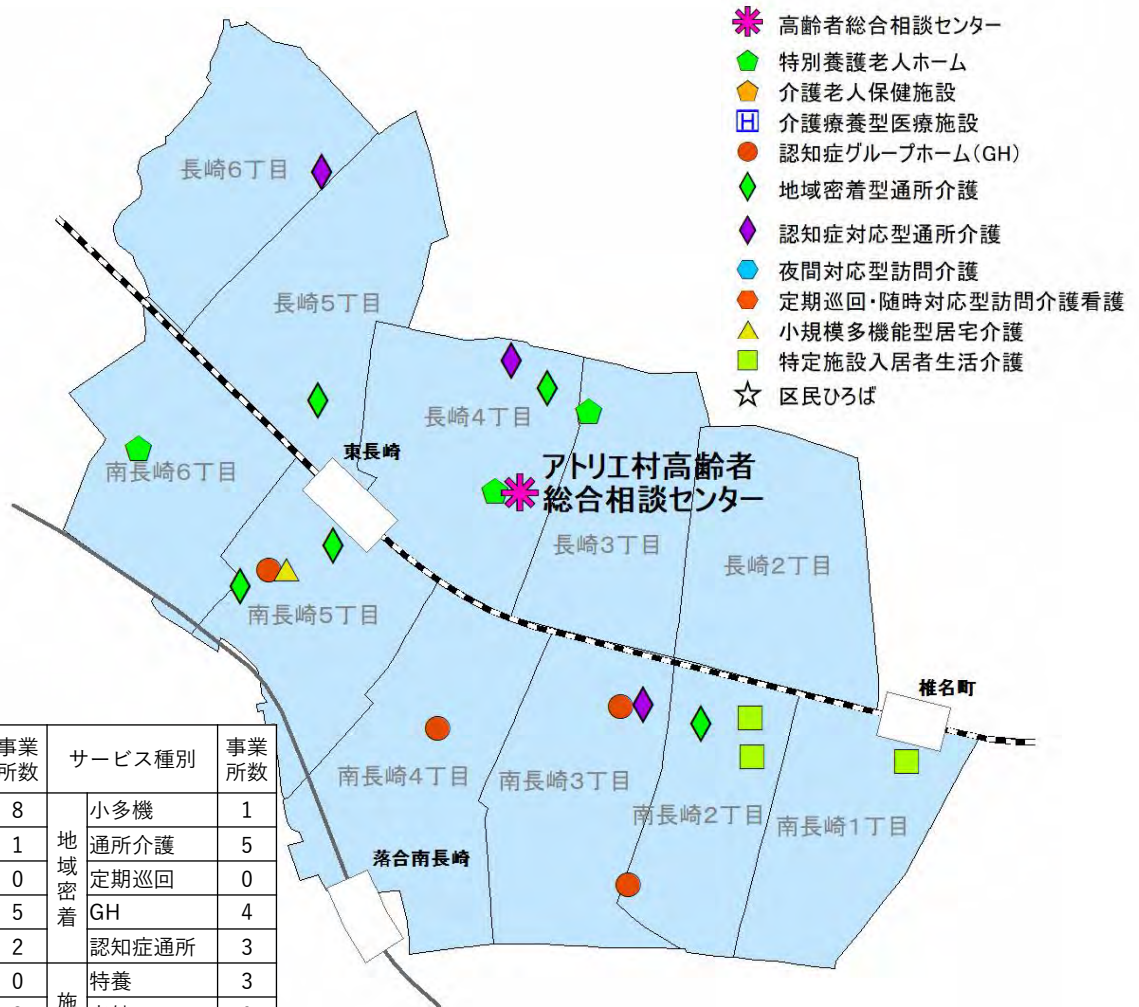 高齢者総合相談センター
特別養護老人ホーム
介護老人保健施設
H 介護療養型医療施設
認知症グループホーム(GH)
地域密着型通所介護
認知症対応型通所介護
夜間対応型訪問介護
定期巡回・随時対応型訪問介護看護
小規模多機能型居宅介護
特定施設入居者生活介護
区民ひろば
長崎6丁目
長崎5丁目
長崎4丁目
東長崎
南長崎6丁目
アトリエ村高齢者
総合相談センター
長崎3丁目
長崎2丁目
南長崎5丁目
椎名町
南長崎4丁目
南長崎3丁目
南長崎2丁目
南長崎1丁目
落合南長崎
事業所数 サービス種別 事業所数
8 地域密着 小多機 1
1 通所介護 5
0 定期巡回 0
5 GH 4
2 認知症通所 3
0 施 特養 3